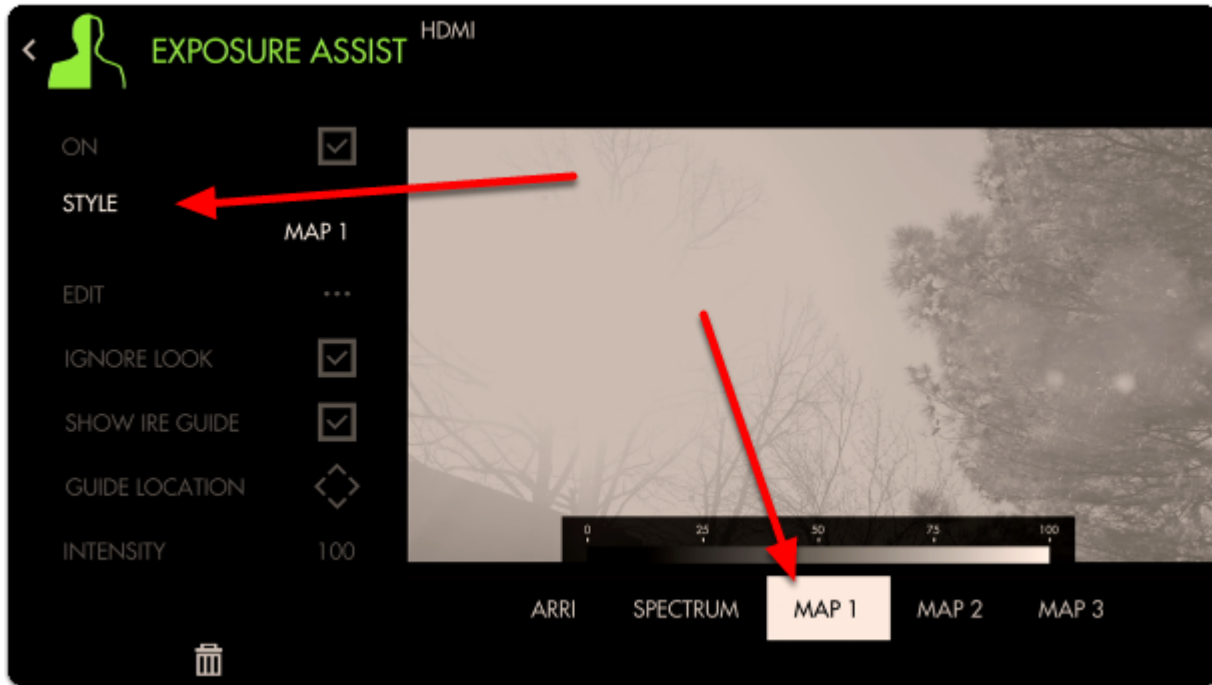 EXPOSURE ASSIST
HDMI
ON
STYLE
MAP 1
EDIT
IGNORE LOOK
SHOW IRE GUIDE
GUIDE LOCATION
INTENSITY 100
0 25 50 75 100
ARRI SPECTRUM MAP 1 MAP 2 MAP 3